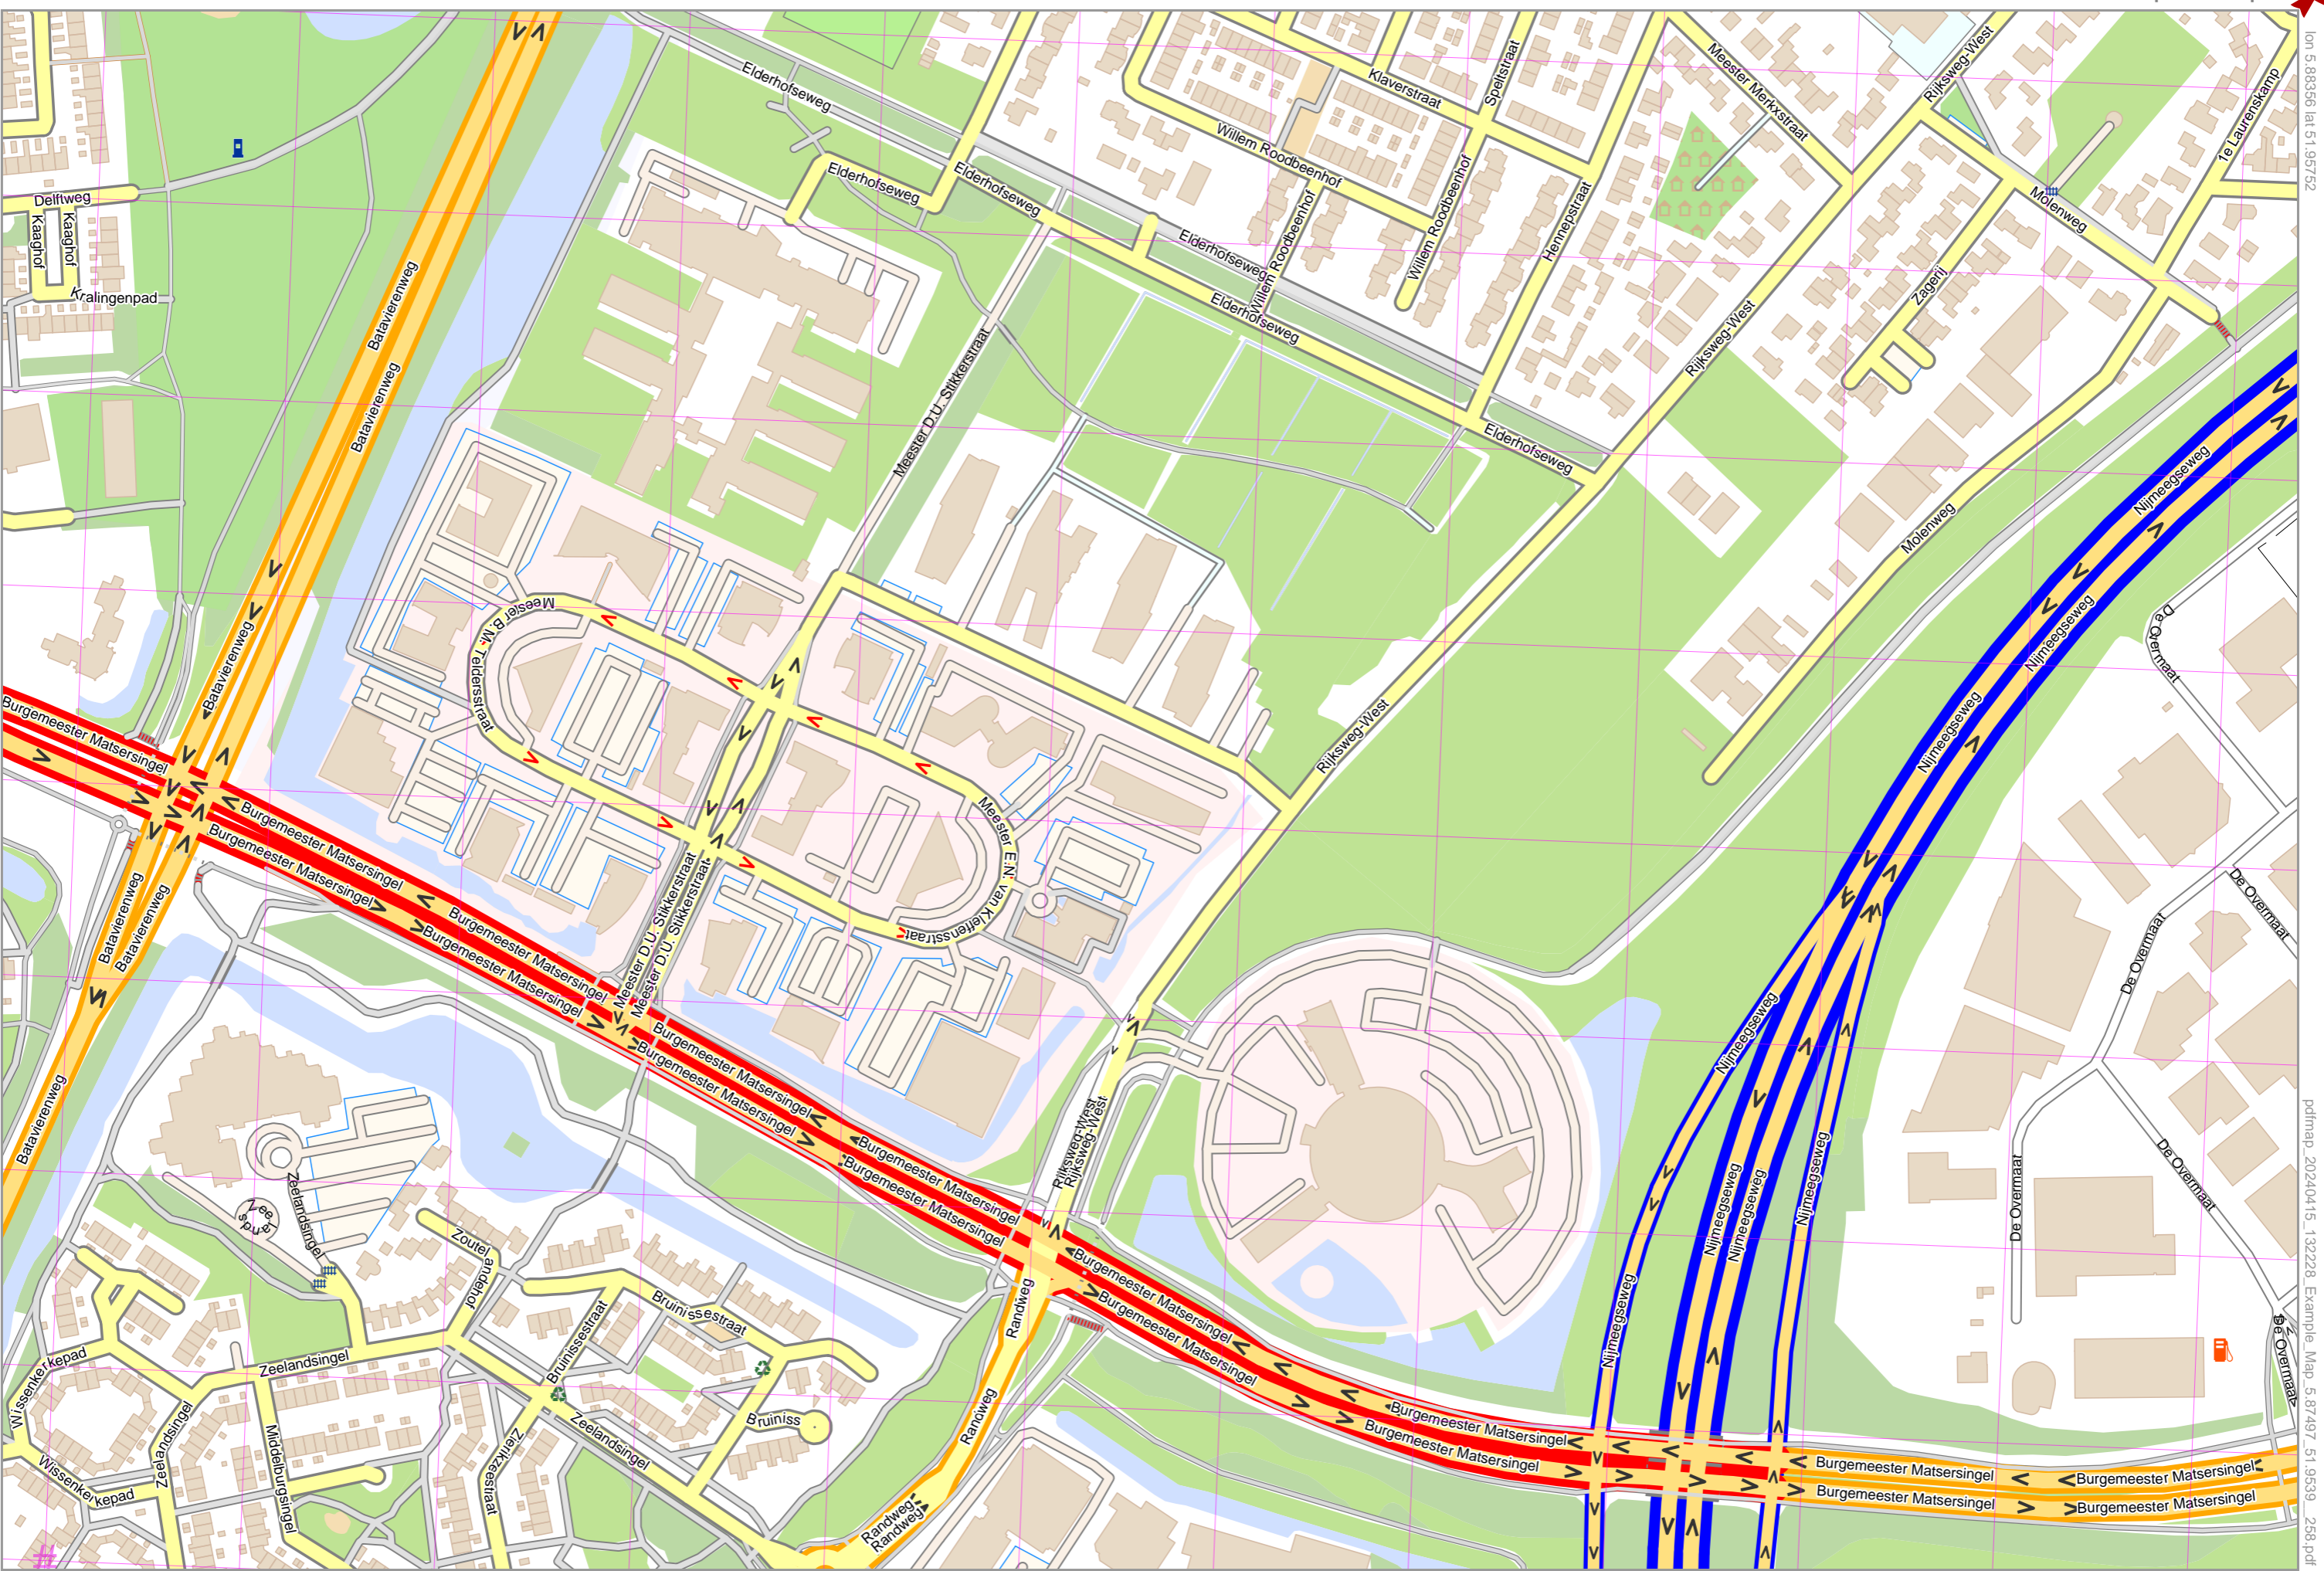 Elderhofseweg
Klaverstraat
Speltstraat
Meester Merkxstraat
Rijksweg-West
1e Laurenskamp
lon 5.88356 lat 51.95752
Willem Roodbeenhof
Elderhofseweg
Elderhofseweg
Delftweg
Kaaghof
Kaaghof
Kralingenpad
Willem Roodbeenhof
Willem Roodbeenhof
Hennepstraat
Molenweg
Zagerij
Elderhofseweg
Elderhofseweg
Batavierenweg
Batavierenweg
Meester D.U. Stikkerstraat
Rijksweg-West
Elderhofseweg
Nijmeegseweg
Molenweg
Meester B.M. Teldersstraat
Batavierenweg
Nijmeegseweg
De Overmaat
Burgemeester Matsersingel
Rijksweg-West
Nijmeegseweg
Burgemeester Matsersingel
Burgemeester Matsersingel
Meester E.N. van Kleffensstraat
Batavierenweg
Batavierenweg
Meester D.U. Stikkerstraat
Meester D.U. Stikkerstraat
Burgemeester Matsersingel
Burgemeester Matsersingel
De Overmaat
De Overmaat
Nijmeegseweg
Burgemeester Matsersingel
Burgemeester Matsersingel
Batavierenweg
Rijksweg-West
Rijksweg-West
Burgemeester Matsersingel
Burgemeester Matsersingel
Nijmeegseweg
Nijmeegseweg
Nijmeegseweg
De Overmaat
De Overmaat
Zeelandsingel
Zoutelandehof
Burgemeester Matsersingel
Burgemeester Matsersingel
Randweg
Nijmeegseweg
De Overmaat
Bruinissestraat
Bruinissestraat
Wissenkerkepad
Zeelandsingel
Randweg
Burgemeester Matsersingel
Burgemeester Matsersingel
Burgemeester Matsersingel
Burgemeester Matsersingel
Burgemeester Matsersingel
Burgemeester Matsersingel
Bruiniss
Zeelandsingel
Zeelandsingel
Middelburgsingel
Zierikzeestraat
Wissenkerkepad
Randweg
Randweg
pdfmap_20240415_132228_Example_Map_5.87497_51.9539_258.pdf